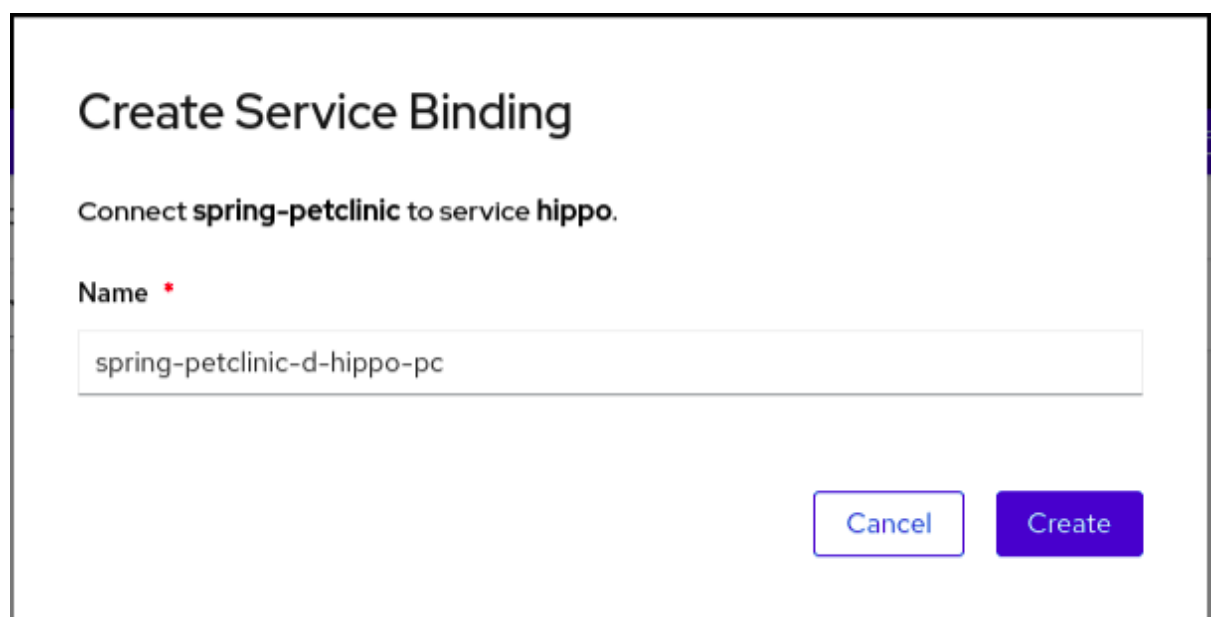 Create Service Binding
Connect spring-petclinic to service hippo.
Name *
spring-petclinic-d-hippo-pc
Cancel Create